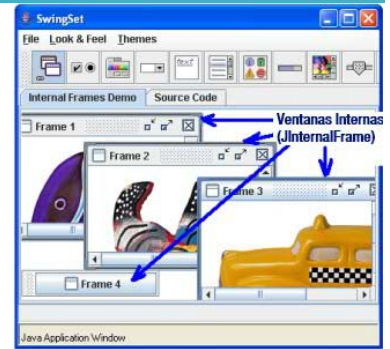 SwingSet
File Look & Feel Themes
Internal Frames Demo Source Code
Ventanas Internas
(JInternalFrame)
Frame 1
Frame 2
Frame 3
Frame 4
Java Application Window